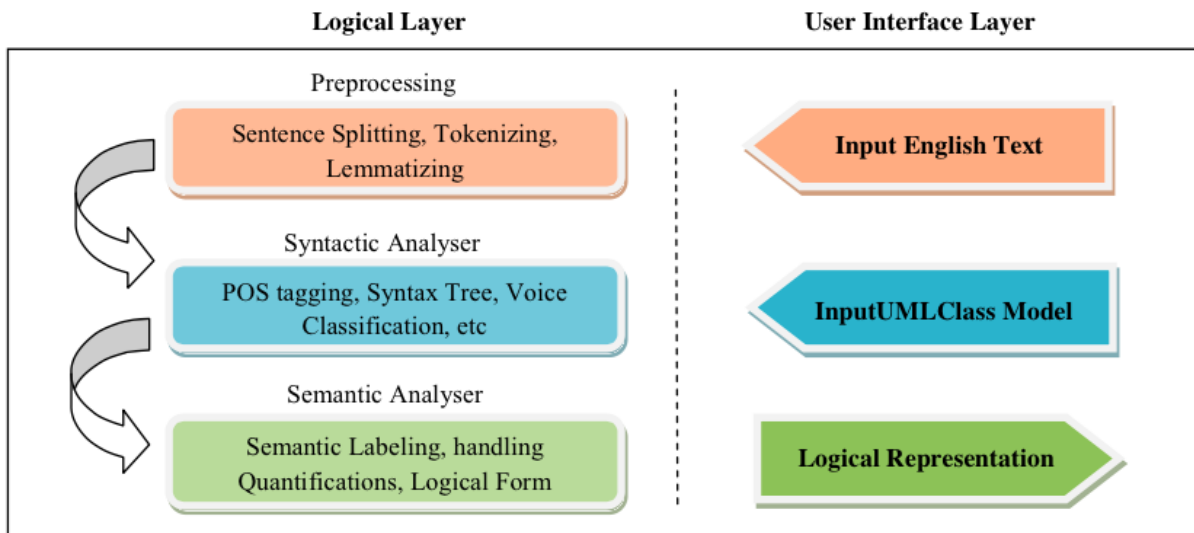 Logical Layer
User Interface Layer
Preprocessing
Sentence Splitting, Tokenizing,
Lemmatizing
Input English Text
Syntactic Analyser
POS tagging, Syntax Tree, Voice
Classification, etc
InputUMLClass Model
Semantic Analyser
Semantic Labeling, handling
Quantifications, Logical Form
Logical Representation